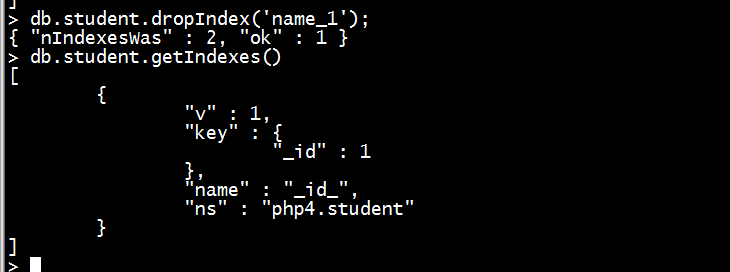 ]
> db.student.dropIndex('name_1');
{ "nIndexesWas" : 2, "ok" : 1 }
> db.student.getIndexes()
[
        {
                "v" : 1,
                "key" : {
                        "_id" : 1
                },
                "name" : "_id_",
                "ns" : "php4.student"
        }
]
>